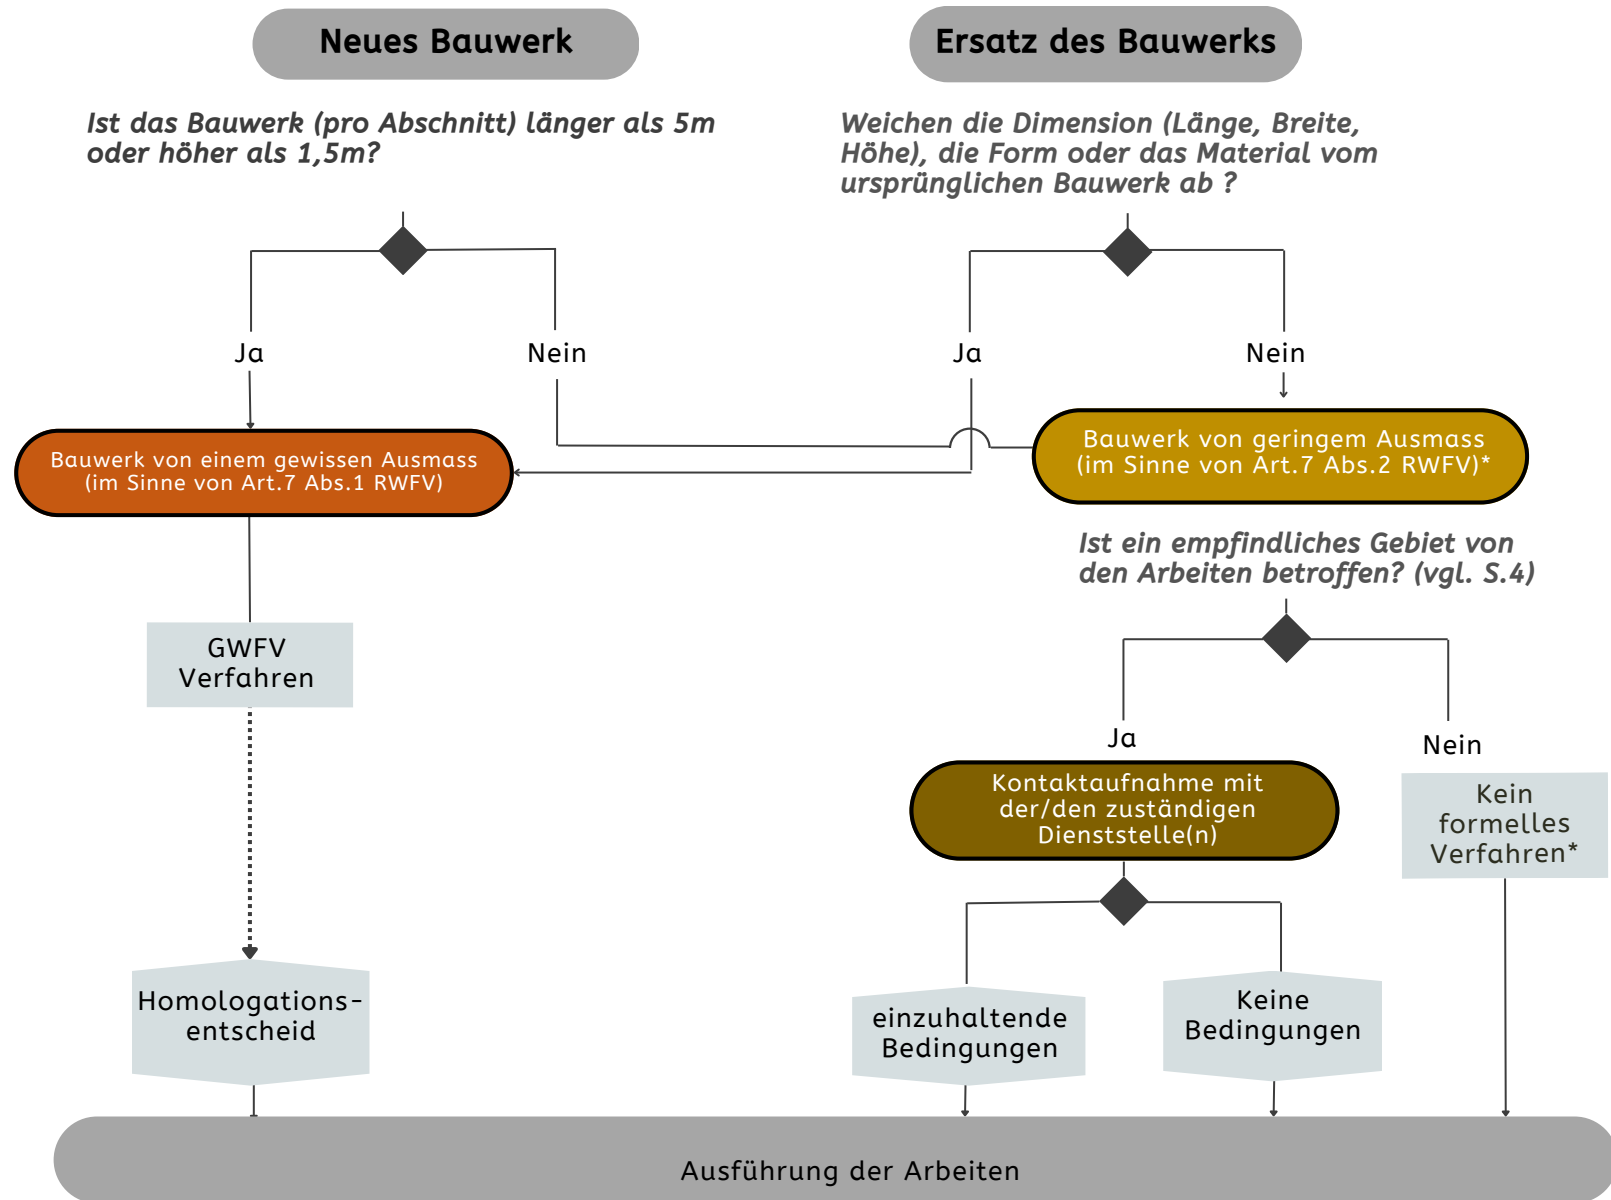 Neues Bauwerk
Ersatz des Bauwerks
Ist das Bauwerk (pro Abschnitt) länger als 5m
oder höher als 1,5m?
Weichen die Dimension (Länge, Breite,
Höhe), die Form oder das Material vom
ursprünglichen Bauwerk ab ?
Ja
Nein
Ja
Nein
Bauwerk von einem gewissen Ausmass
(im Sinne von Art.7 Abs.1 RWFV)
Bauwerk von geringem Ausmass
(im Sinne von Art.7 Abs.2 RWFV)*
Ist ein empfindliches Gebiet von
den Arbeiten betroffen? (vgl. S.4)
GWFV
Verfahren
Ja
Nein
Kontaktaufnahme mit
der/den zuständigen
Dienststelle(n)
Kein
formelles
Verfahren*
Homologations-
entscheid
einzuhaltende
Bedingungen
Keine
Bedingungen
Ausführung der Arbeiten